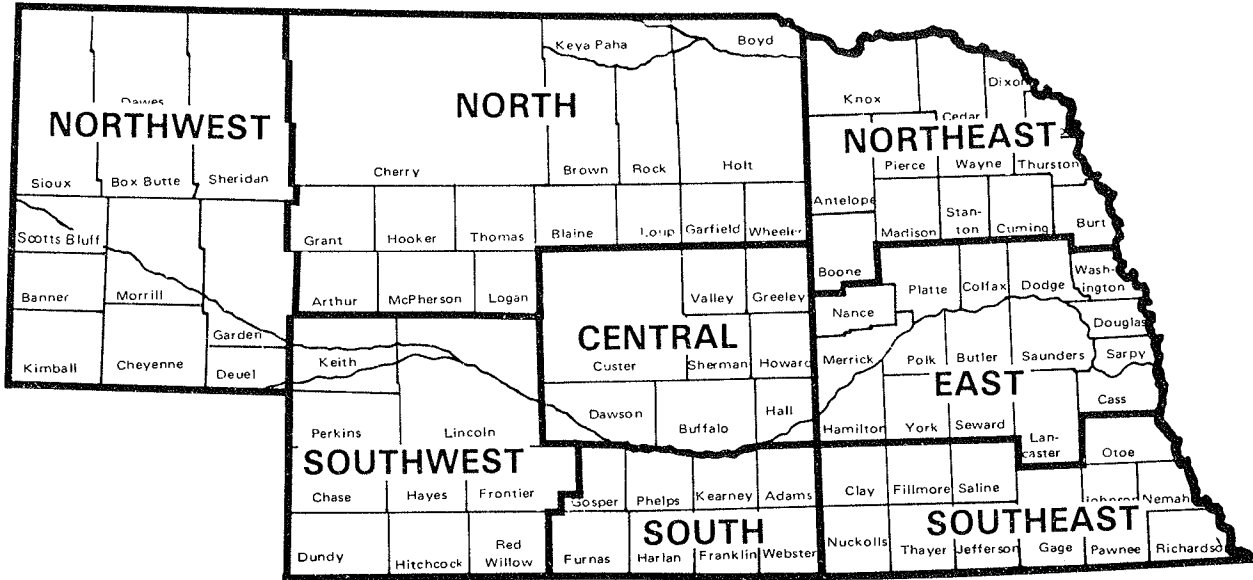 Keya Paha
Boyd
Dixon
Dawes
NORTHWEST
NORTH
Knox
Cedar
NORTHEAST
Sioux
Box Butte
Sheridan
Cherry
Brown
Rock
Holt
Pierce
Wayne
Thurston
Antelope
Scotts Bluff
Grant
Hooker
Thomas
Blaine
Loup
Garfield
Wheeler
Madison
Stan-
ton
Cuming
Burt
Boone
Banner
Morrill
Arthur
McPherson
Logan
Valley
Greeley
Nance
Platte
Colfax
Dodge
Wash-
ington
Garden
CENTRAL
Douglas
Kimball
Cheyenne
Deuel
Keith
Custer
Sherman
Howard
Merrick
Polk
Butler
Saunders
Sarpy
EAST
Cass
Perkins
Lincoln
Dawson
Buffalo
Hall
Hamilton
York
Seward
Lan-
caster
Otoe
SOUTHWEST
Chase
Hayes
Frontier
Gosper
Phelps
Kearney
Adams
Clay
Fillmore
Saline
Johnson
Nemah
SOUTH
SOUTHEAST
Dundy
Hitchcock
Red
Willow
Furnas
Harlan
Franklin
Webster
Nuckolls
Thayer
Jefferson
Gage
Pawnee
Richardso